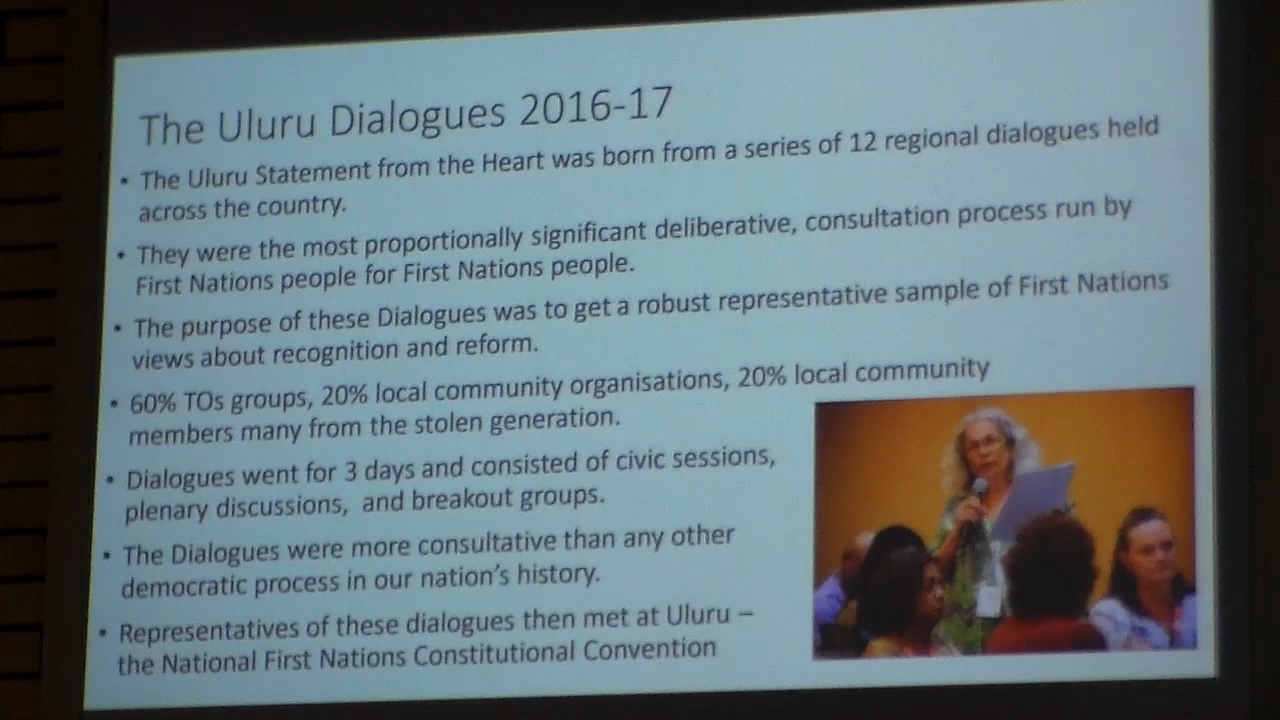 The Uluru Dialogues 2016-17
• The Uluru Statement from the Heart was born from a series of 12 regional dialogues held
across the country.
• They were the most proportionally significant deliberative, consultation process run by
First Nations people for First Nations people.
• The purpose of these Dialogues was to get a robust representative sample of First Nations
views about recognition and reform.
• 60% TOs groups, 20% local community organisations, 20% local community
members many from the stolen generation.
• Dialogues went for 3 days and consisted of civic sessions,
plenary discussions,  and breakout groups.
• The Dialogues were more consultative than any other
democratic process in our nation's history.
• Representatives of these dialogues then met at Uluru –
the National First Nations Constitutional Convention